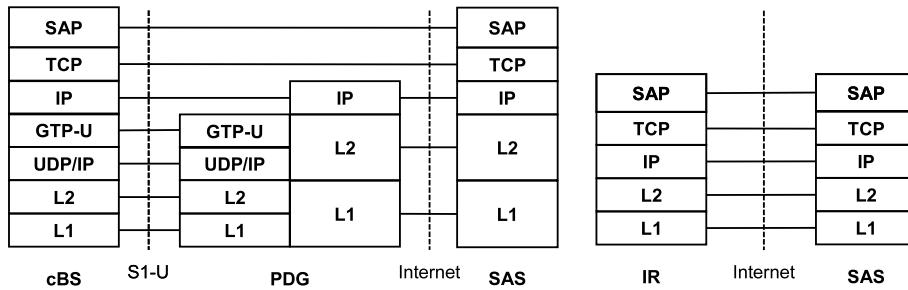 SAP
SAP
TCP
TCP
IP
IP
IP
GTP-U
GTP-U
UDP/IP
UDP/IP
L2
L2
L2
L2
L1
L1
L1
L1
cBS
S1-U
PDG
Internet
SAS
SAP
SAP
TCP
TCP
IP
IP
L2
L2
L1
L1
IR
Internet
SAS